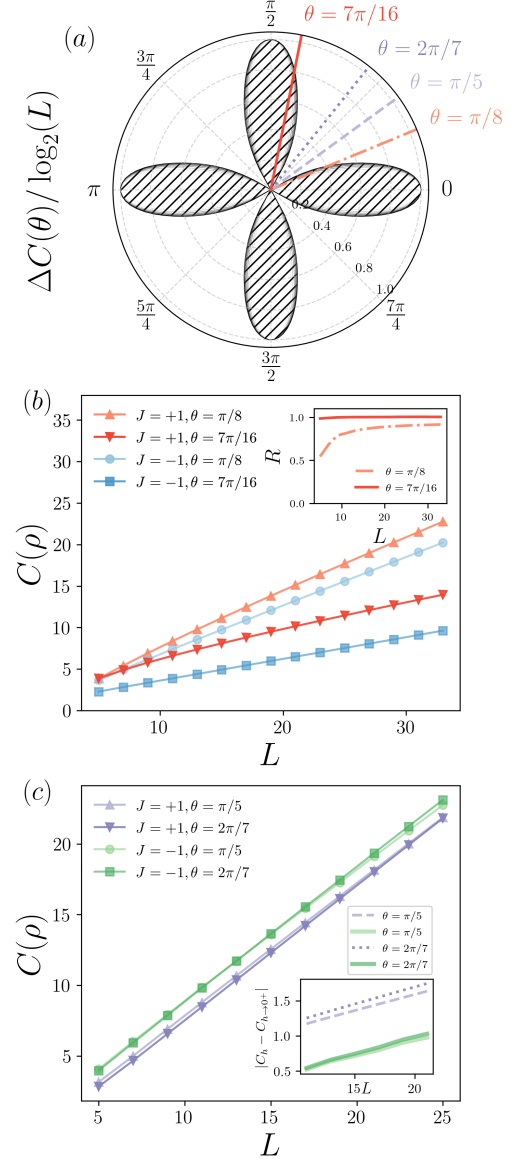 (a)
ΔC(θ)/log₂(L)
π/2
θ = 7π/16
θ = 2π/7
θ = π/5
θ = π/8
3π/4
π
0
0.2
0.4
0.6
0.8
1.0
5π/4
7π/4
3π/2
(b)
C(ρ)
35
30
25
20
15
10
5
0
J = +1, θ = π/8
J = +1, θ = 7π/16
J = −1, θ = π/8
J = −1, θ = 7π/16
R
1.0
0.5
0.0
θ = π/8
θ = 7π/16
10 20 30
L
10 20 30
L
(c)
C(ρ)
20
15
10
5
J = +1, θ = π/5
J = +1, θ = 2π/7
J = −1, θ = π/5
J = −1, θ = 2π/7
θ = π/5
θ = π/5
θ = 2π/7
θ = 2π/7
|C_h − C_{h→0⁺}|
1.5
1.0
0.5
15 L 20
5 10 15 20 25
L